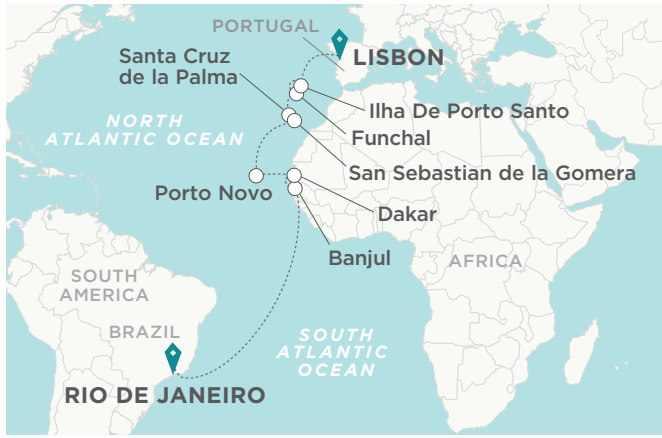 PORTUGAL
LISBON
Santa Cruz
de la Palma
Ilha De Porto Santo
NORTH
ATLANTIC OCEAN
Funchal
San Sebastian de la Gomera
Porto Novo
Dakar
Banjul
AFRICA
SOUTH
AMERICA
BRAZIL
SOUTH
ATLANTIC
OCEAN
RIO DE JANEIRO